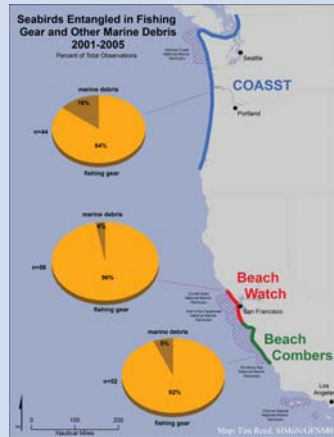 Seabirds Entangled in Fishing
Gear and Other Marine Debris
2001-2005
Percent of Total Observations
Seattle
COASST
Portland
marine debris
16%
n=44
84%
fishing gear
marine debris
96%
fishing gear
Beach
Watch
San Francisco
Beach
Combers
marine debris
8%
n=52
92%
fishing gear
Los
Angeles
0
100
200
Nautical Miles
Map: Tim Reed, SIMoN/GFNMS